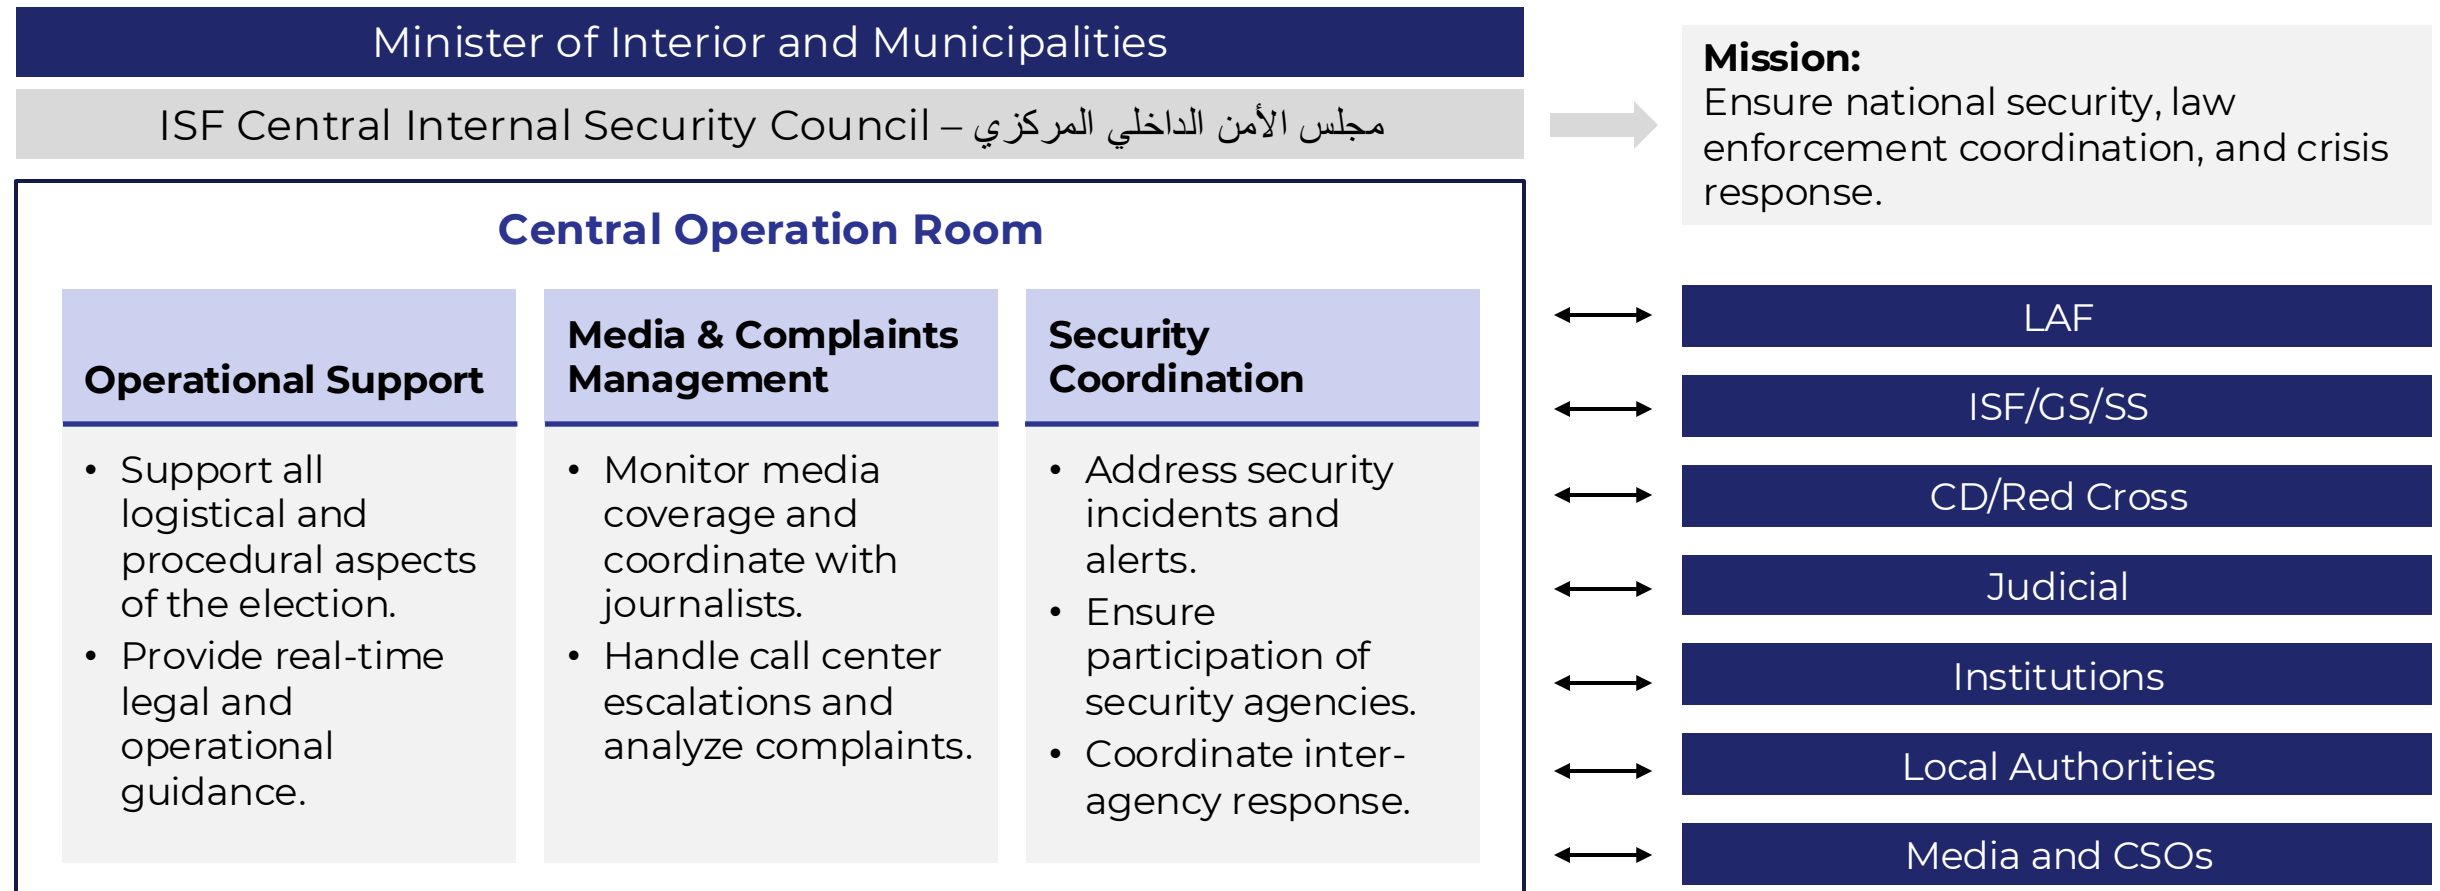 Minister of Interior and Municipalities
ISF Central Internal Security Council – مجلس الأمن الداخلي المركزي
Mission:
Ensure national security, law
enforcement coordination, and crisis
response.
Central Operation Room
Operational Support
• Support all
logistical and
procedural aspects
of the election.
• Provide real-time
legal and
operational
guidance.
Media & Complaints
Management
• Monitor media
coverage and
coordinate with
journalists.
• Handle call center
escalations and
analyze complaints.
Security
Coordination
• Address security
incidents and
alerts.
• Ensure
participation of
security agencies.
• Coordinate inter-
agency response.
LAF
ISF/GS/SS
CD/Red Cross
Judicial
Institutions
Local Authorities
Media and CSOs